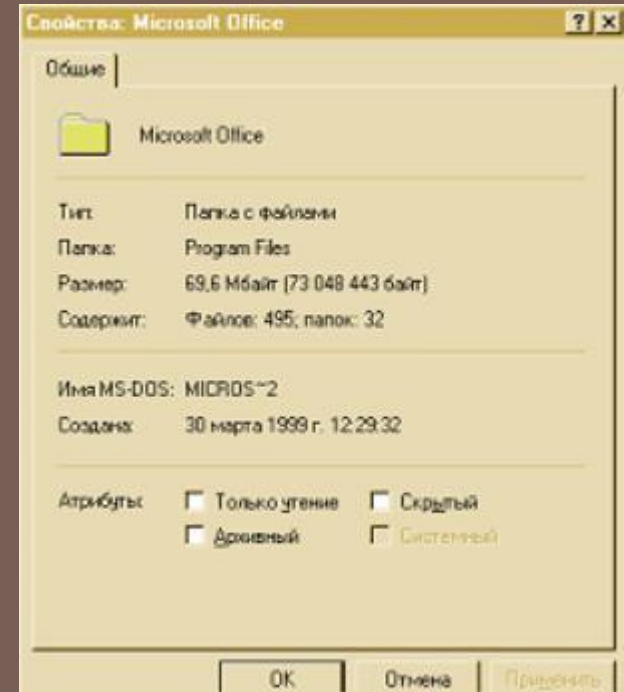 Свойства: Microsoft Office
Общие
Microsoft Office
Тип: Папка с файлами
Папка: Program Files
Размер: 69,6 Мбайт (73 048 443 байт)
Содержит: Файлов: 495; папок: 32
Имя MS-DOS: MICROS~2
Создана: 30 марта 1999 г. 12:29:32
Атрибуты: Только чтение Скрытый
Архивный Системный
OK Отмена Применить